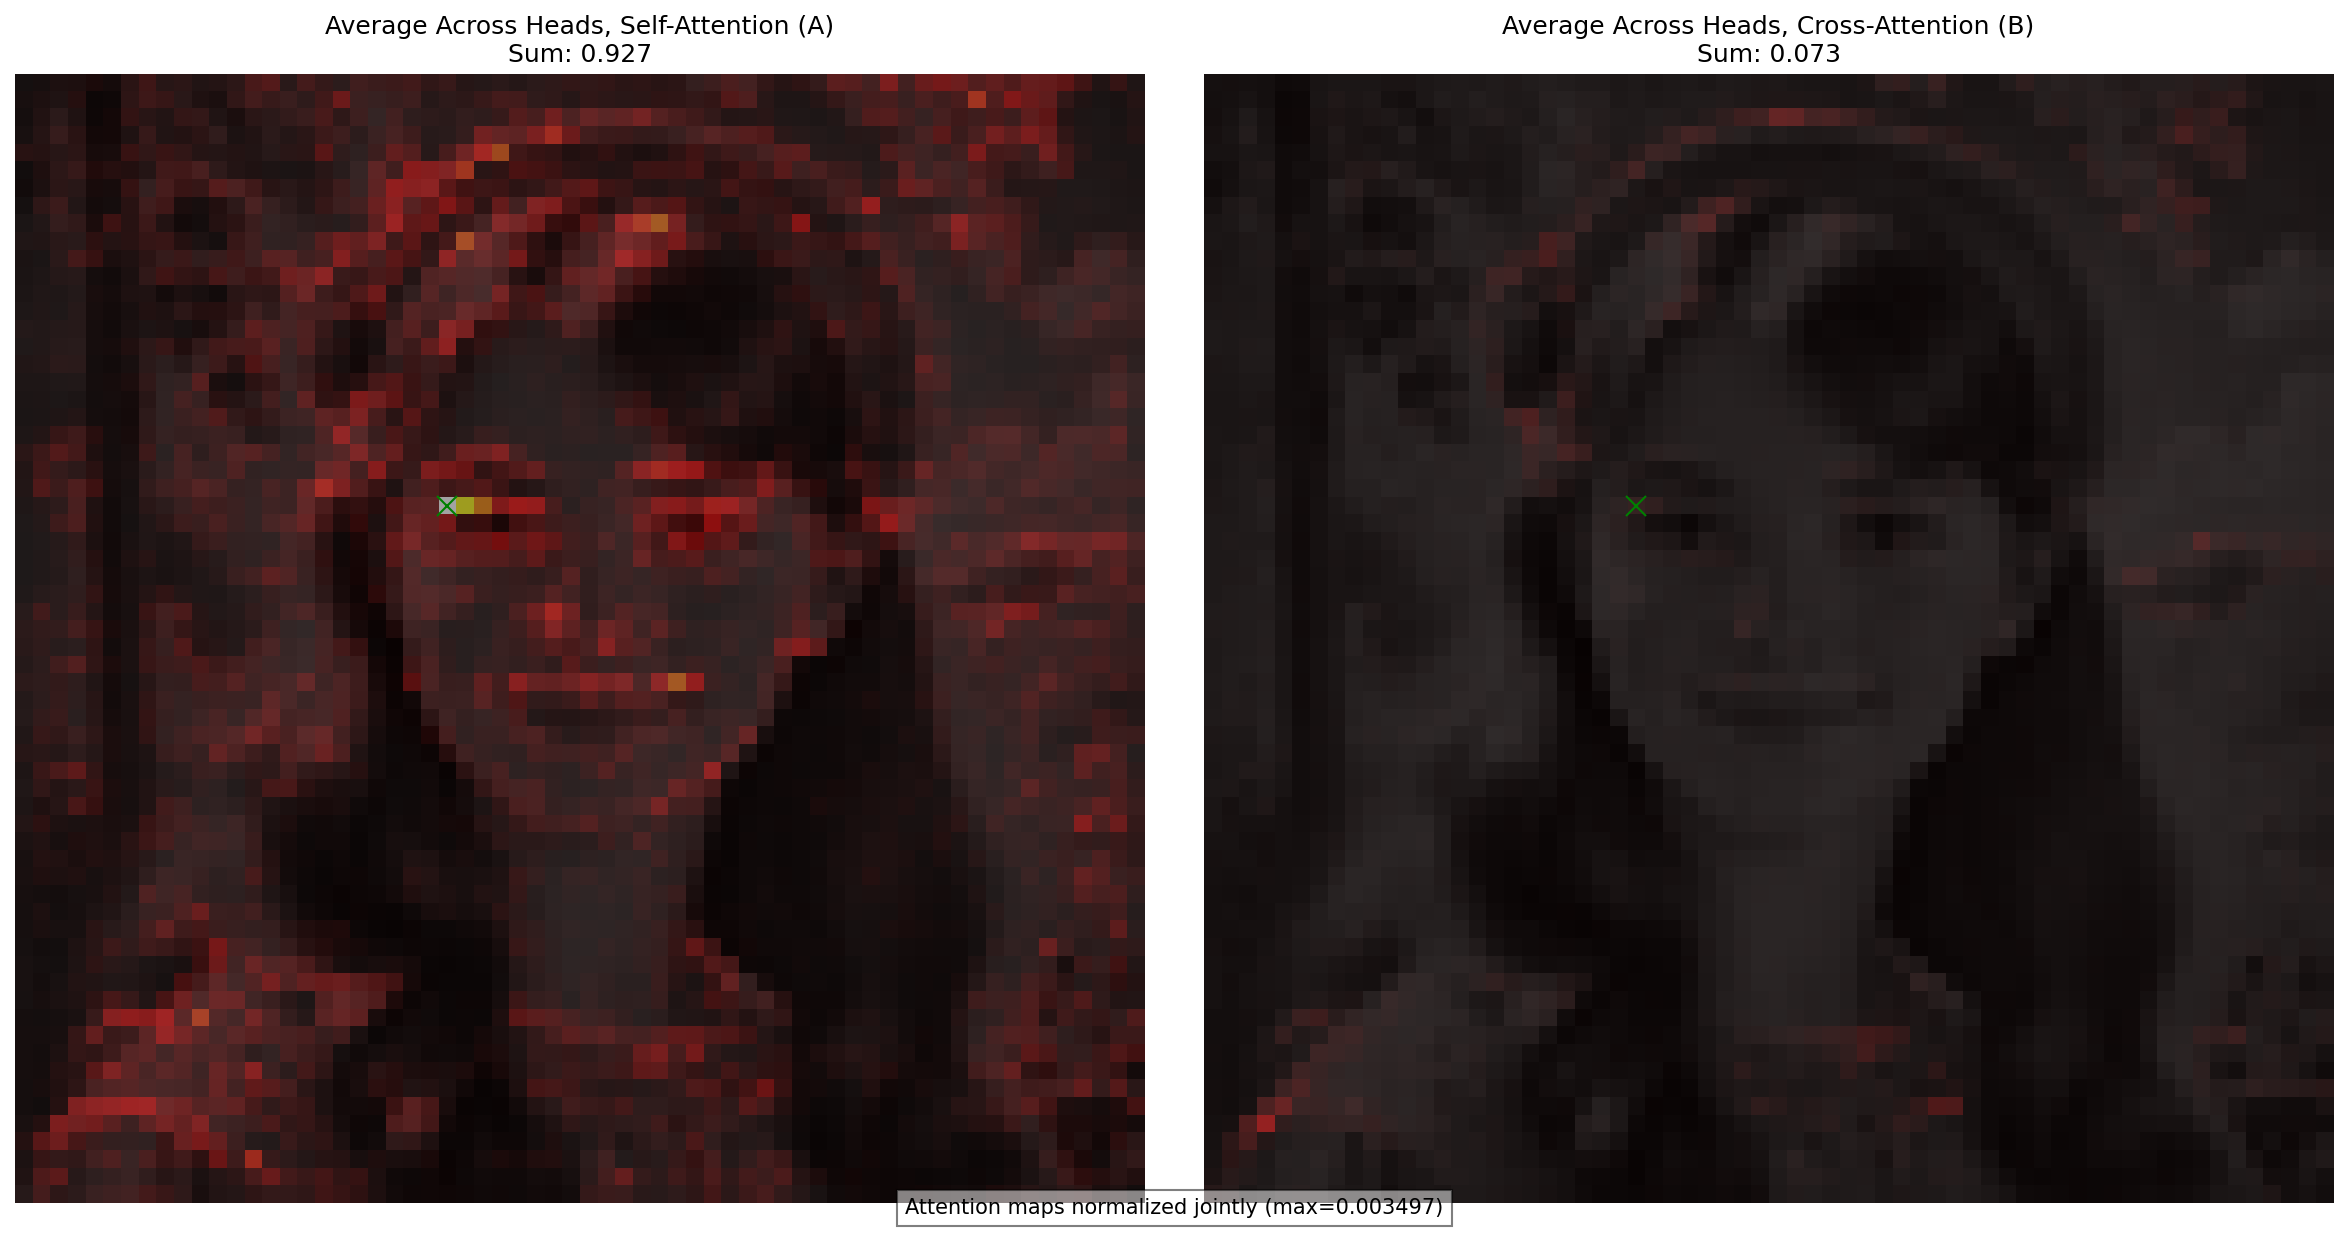 Average Across Heads, Self-Attention (A)
Sum: 0.927
Average Across Heads, Cross-Attention (B)
Sum: 0.073
Attention maps normalized jointly (max=0.003497)